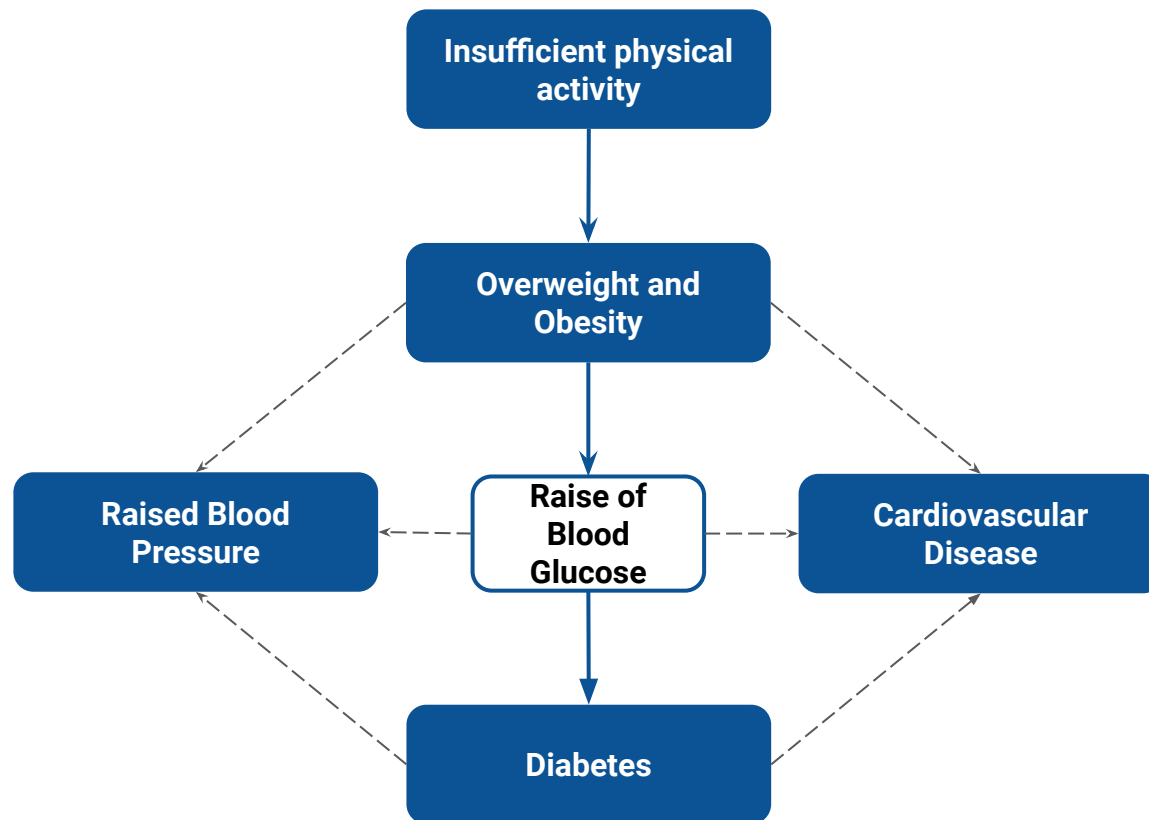 Insufficient physical
activity
Overweight and
Obesity
Raised Blood
Pressure
Raise of
Blood
Glucose
Cardiovascular
Disease
Diabetes